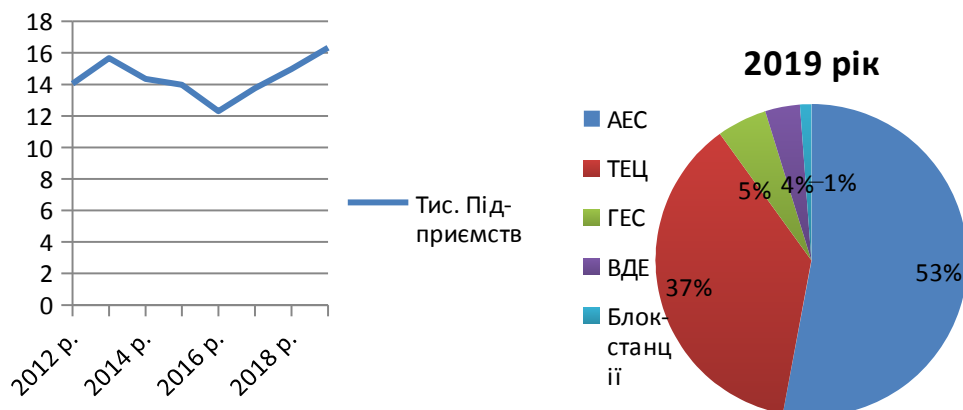 18
16
14
12
10
8
6
4
2
0
2012 р.
2014 р.
2016 р.
2018 р.
Тис. Під-
приємств
2019 рік
АЕС
ТЕЦ
ГЕС
ВДЕ
Блок-
станц
ії
5%
4%
1%
37%
53%